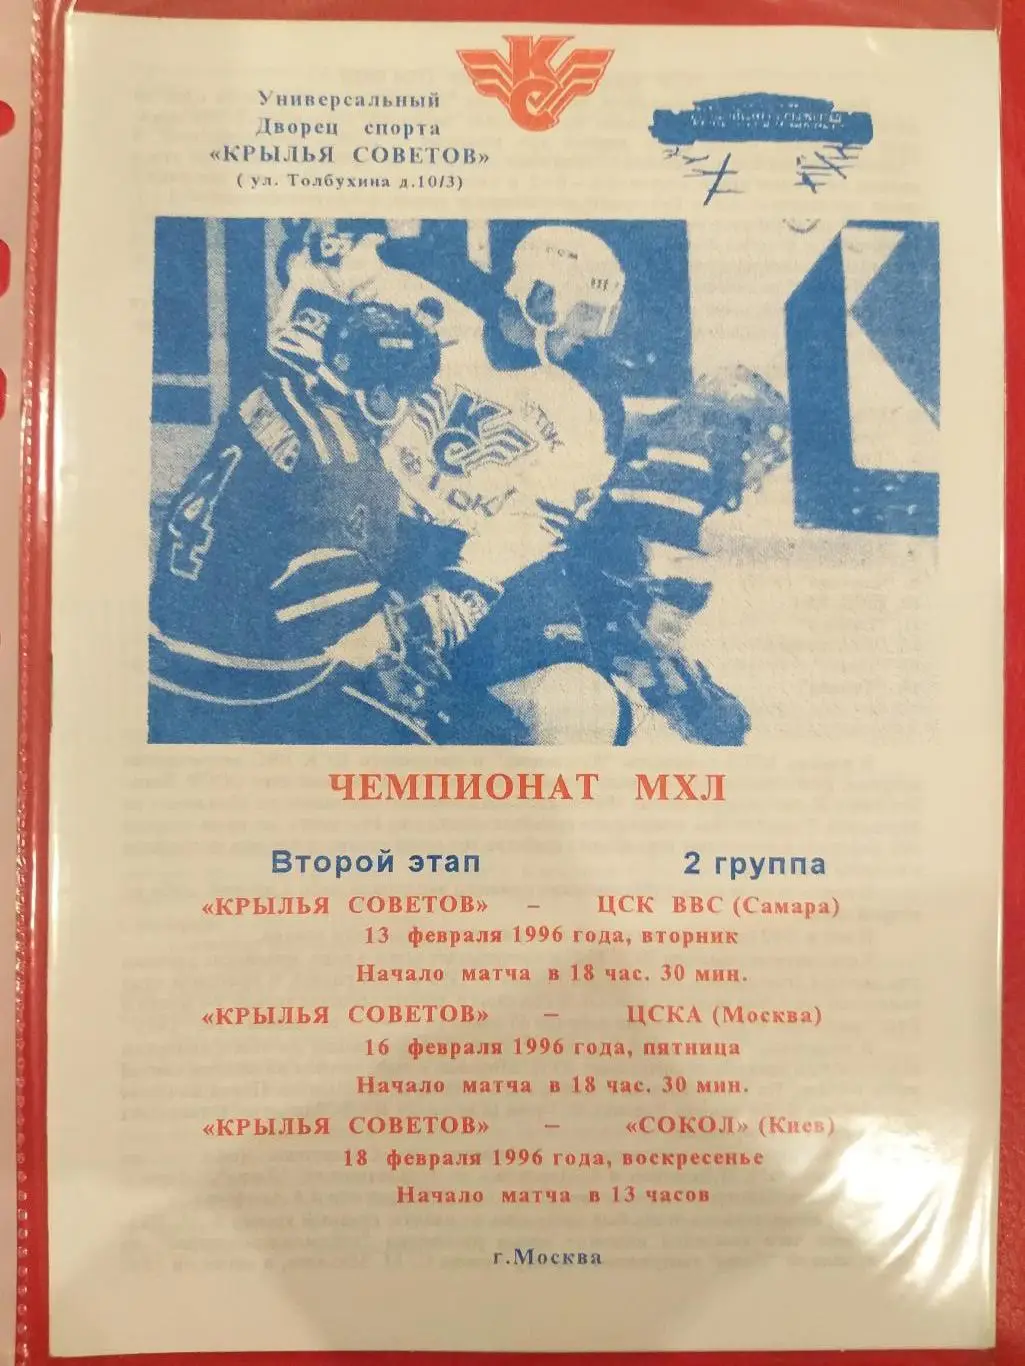 Универсальный
Дворец спорта
«КРЫЛЬЯ СОВЕТОВ»
( ул. Толбухина д.10/3)
КС
ЧЕМПИОНАТ МХЛ
Второй этап 2 группа
«КРЫЛЬЯ СОВЕТОВ» – ЦСК ВВС (Самара)
13 февраля 1996 года, вторник
Начало матча в 18 час. 30 мин.
«КРЫЛЬЯ СОВЕТОВ» – ЦСКА (Москва)
16 февраля 1996 года, пятница
Начало матча в 18 час. 30 мин.
«КРЫЛЬЯ СОВЕТОВ» – «СОКОЛ» (Киев)
18 февраля 1996 года, воскресенье
Начало матча в 13 часов
г.Москва